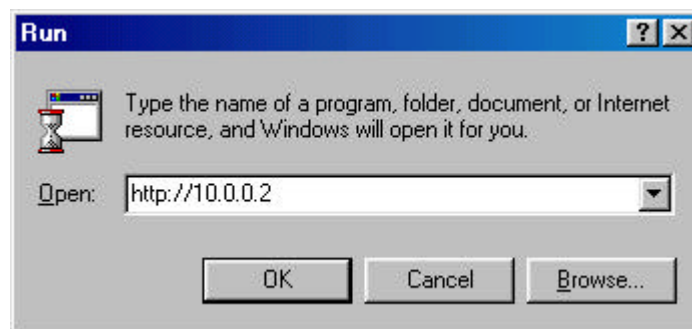 Run
Type the name of a program, folder, document, or Internet
resource, and Windows will open it for you.
Open: http://10.0.0.2
OK Cancel Browse...